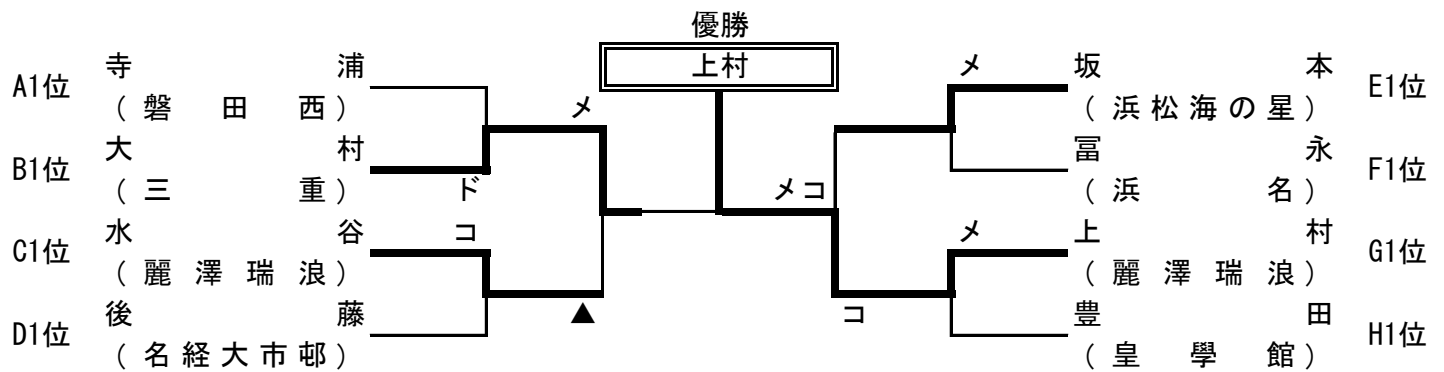 優勝
上村
A1位
寺浦
(磐田西)
B1位
大村
(三重)
C1位
水谷
(麗澤瑞浪)
D1位
後藤
(名経大市邨)
ド
コ
メ
▲
メコ
コ
メ
メ
坂本
(浜松海の星)
E1位
冨永
(浜名)
F1位
上村
(麗澤瑞浪)
G1位
豊田
(皇學館)
H1位